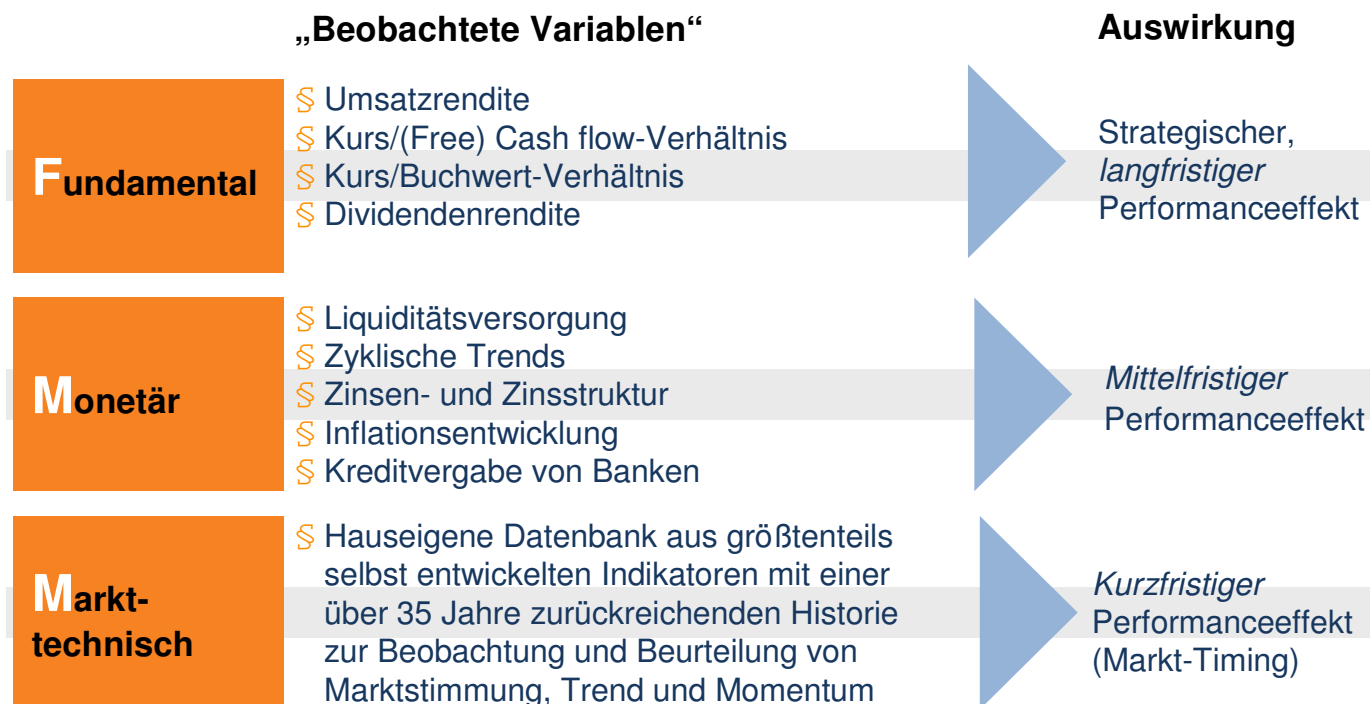 „Beobachtete Variablen“ Auswirkung
Fundamental
§ Umsatzrendite
§ Kurs/(Free) Cash flow-Verhältnis
§ Kurs/Buchwert-Verhältnis
§ Dividendenrendite
Strategischer,
langfristiger
Performanceeffekt
Monetär
§ Liquiditätsversorgung
§ Zyklische Trends
§ Zinsen- und Zinsstruktur
§ Inflationsentwicklung
§ Kreditvergabe von Banken
Mittelfristiger
Performanceeffekt
Markt-
technisch
§ Hauseigene Datenbank aus größtenteils
selbst entwickelten Indikatoren mit einer
über 35 Jahre zurückreichenden Historie
zur Beobachtung und Beurteilung von
Marktstimmung, Trend und Momentum
Kurzfristiger
Performanceeffekt
(Markt-Timing)